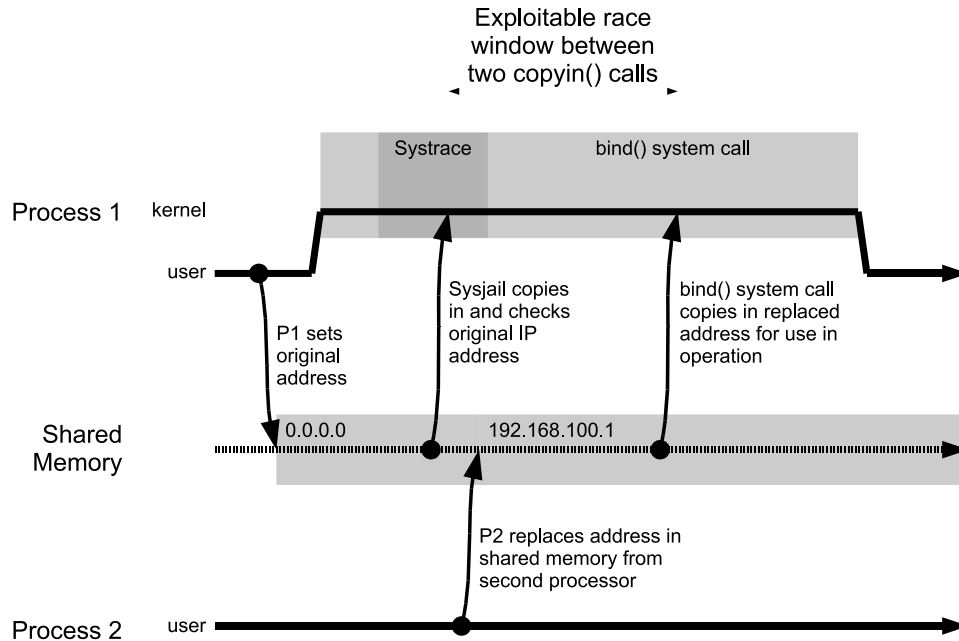 Exploitable race
window between
two copyin() calls
Systrace
bind() system call
Process 1
kernel
user
P1 sets
original
address
Sysjail copies
in and checks
original IP
address
bind() system call
copies in replaced
address for use in
operation
Shared
Memory
0.0.0.0
192.168.100.1
P2 replaces address in
shared memory from
second processor
Process 2
user